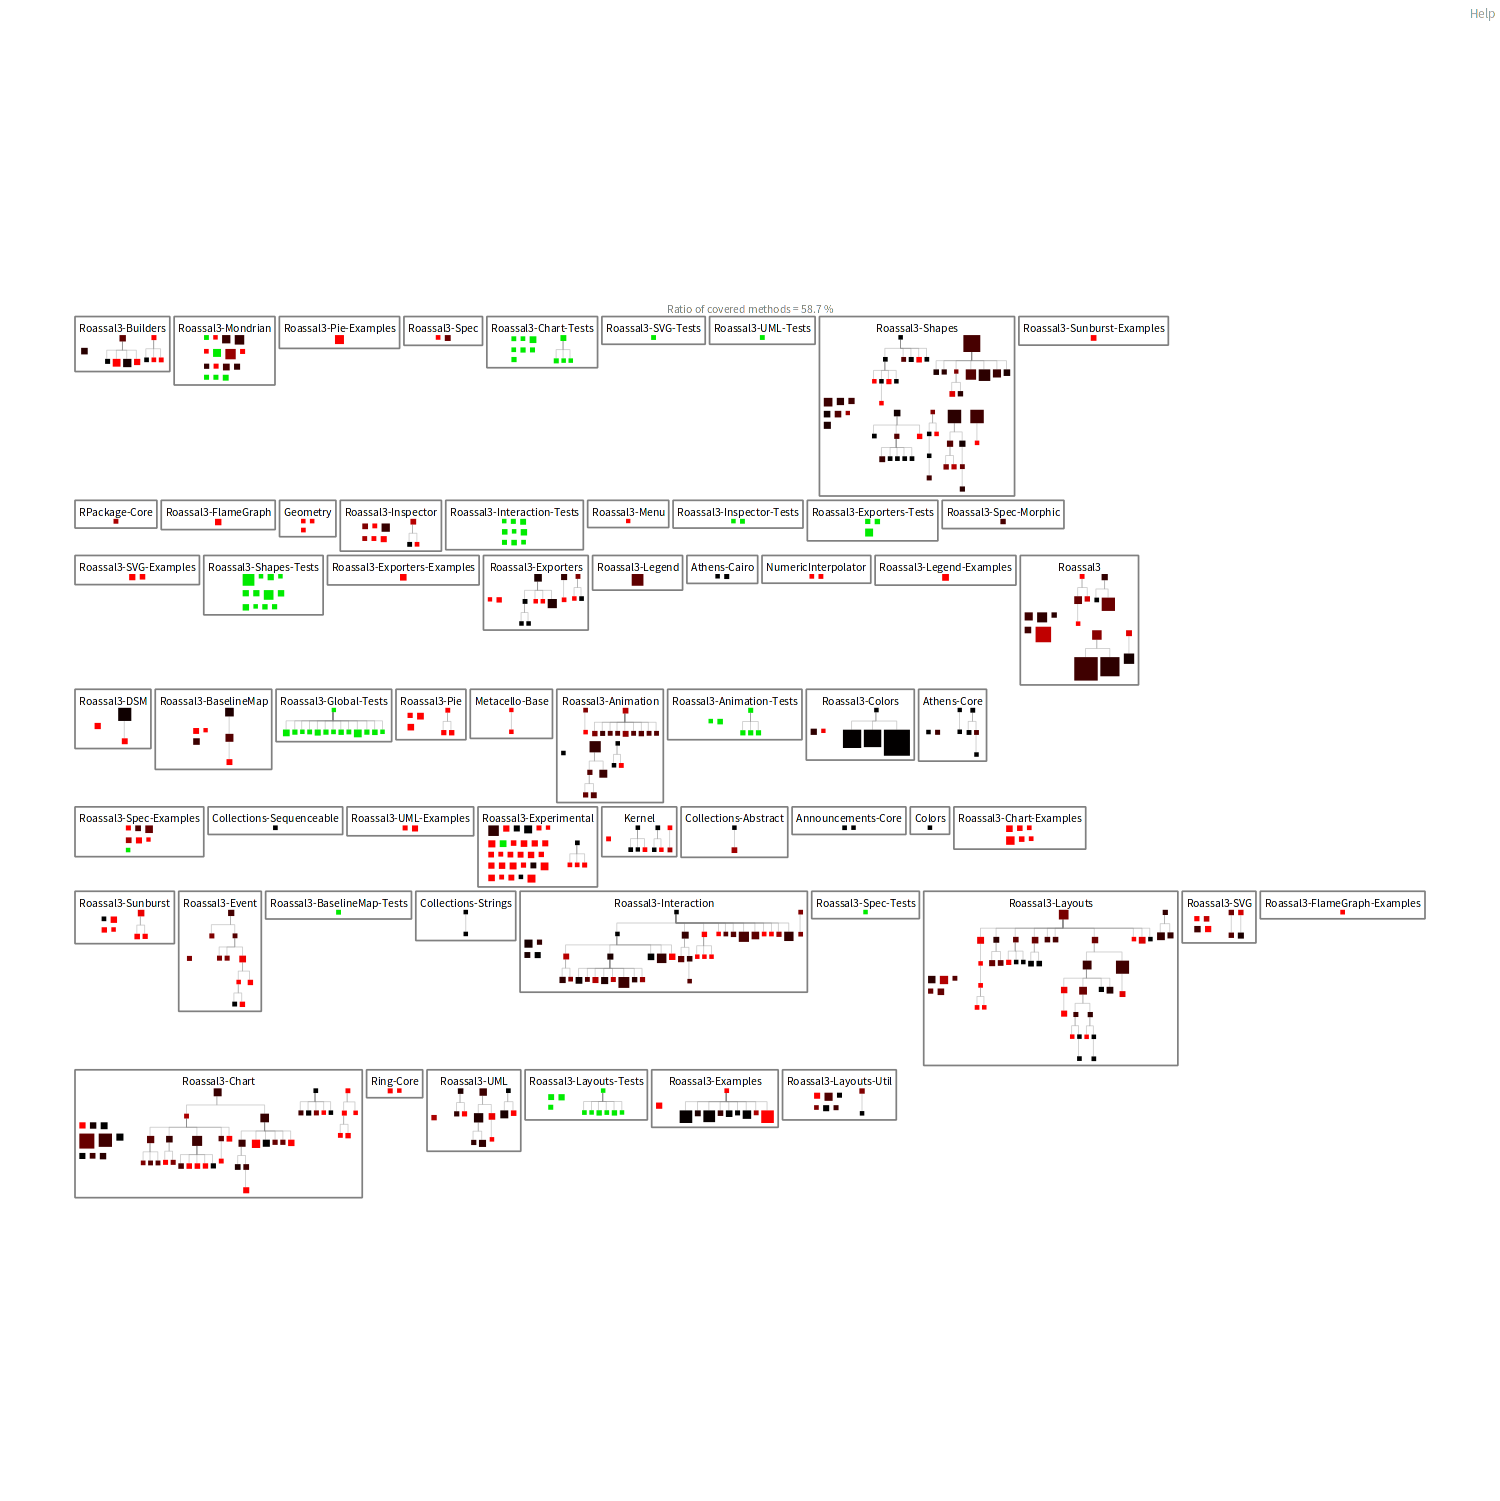 Help
Ratio of covered methods = 58.7 %
Roassal3-Builders
Roassal3-Mondrian
Roassal3-Pie-Examples
Roassal3-Spec
Roassal3-Chart-Tests
Roassal3-SVG-Tests
Roassal3-UML-Tests
Roassal3-Shapes
Roassal3-Sunburst-Examples
RPackage-Core
Roassal3-FlameGraph
Geometry
Roassal3-Inspector
Roassal3-Interaction-Tests
Roassal3-Menu
Roassal3-Inspector-Tests
Roassal3-Exporters-Tests
Roassal3-Spec-Morphic
Roassal3-SVG-Examples
Roassal3-Shapes-Tests
Roassal3-Exporters-Examples
Roassal3-Exporters
Roassal3-Legend
Athens-Cairo
NumericInterpolator
Roassal3-Legend-Examples
Roassal3
Roassal3-DSM
Roassal3-BaselineMap
Roassal3-Global-Tests
Roassal3-Pie
Metacello-Base
Roassal3-Animation
Roassal3-Animation-Tests
Roassal3-Colors
Athens-Core
Roassal3-Spec-Examples
Collections-Sequenceable
Roassal3-UML-Examples
Roassal3-Experimental
Kernel
Collections-Abstract
Announcements-Core
Colors
Roassal3-Chart-Examples
Roassal3-Sunburst
Roassal3-Event
Roassal3-BaselineMap-Tests
Collections-Strings
Roassal3-Interaction
Roassal3-Spec-Tests
Roassal3-Layouts
Roassal3-SVG
Roassal3-FlameGraph-Examples
Roassal3-Chart
Ring-Core
Roassal3-UML
Roassal3-Layouts-Tests
Roassal3-Examples
Roassal3-Layouts-Util